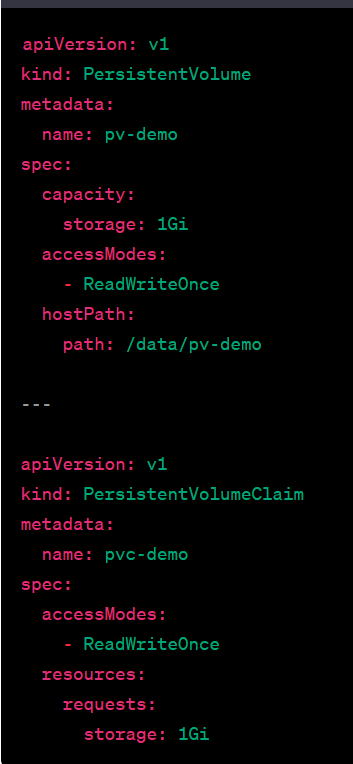 apiVersion: v1
kind: PersistentVolume
metadata:
  name: pv-demo
spec:
  capacity:
    storage: 1Gi
  accessModes:
    - ReadWriteOnce
  hostPath:
    path: /data/pv-demo

---

apiVersion: v1
kind: PersistentVolumeClaim
metadata:
  name: pvc-demo
spec:
  accessModes:
    - ReadWriteOnce
  resources:
    requests:
      storage: 1Gi